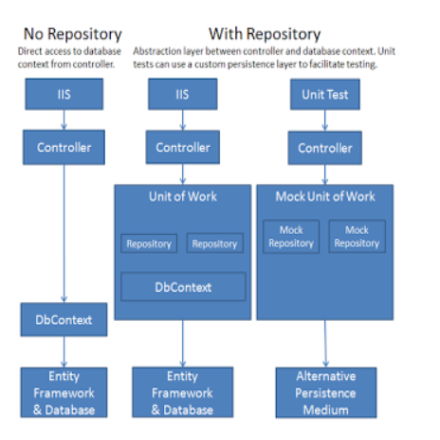 No Repository
Direct access to database
context from controller.
With Repository
Abstraction layer between controller and database context. Unit
tests can use a custom persistence layer to facilitate testing.
IIS
Controller
DbContext
Entity
Framework
& Database
IIS
Controller
Unit of Work
Repository
Repository
DbContext
Entity
Framework
& Database
Unit Test
Controller
Mock Unit of Work
Mock
Repository
Mock
Repository
Alternative
Persistence
Medium